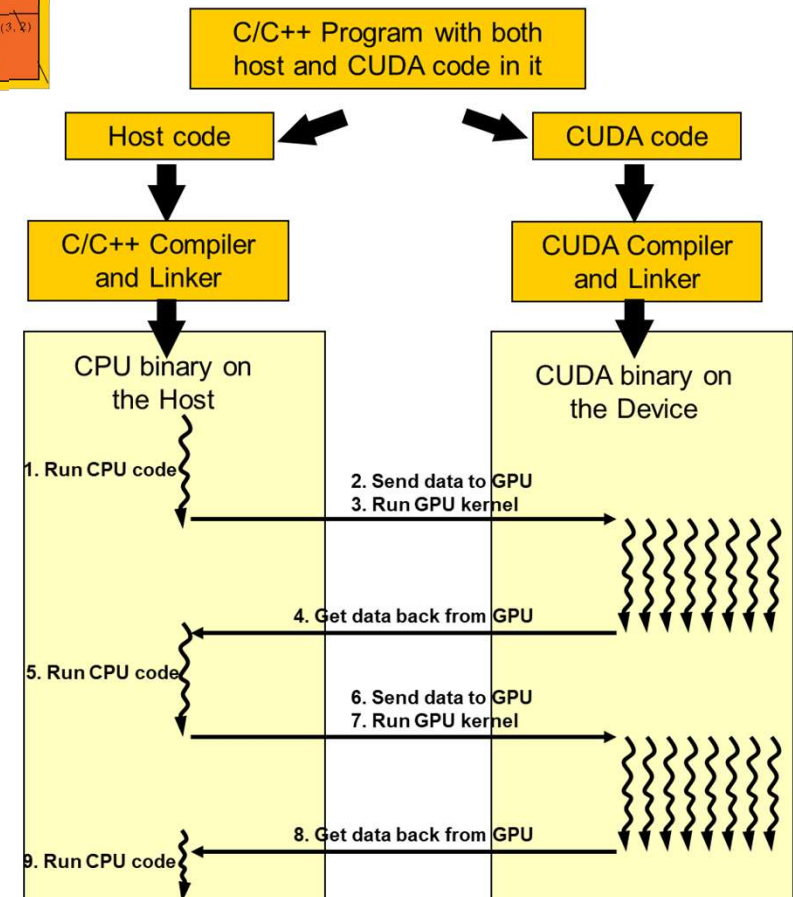 (3, 2)
C/C++ Program with both
host and CUDA code in it
Host code
CUDA code
C/C++ Compiler
and Linker
CUDA Compiler
and Linker
CPU binary on
the Host
CUDA binary on
the Device
1. Run CPU code
2. Send data to GPU
3. Run GPU kernel
4. Get data back from GPU
5. Run CPU code
6. Send data to GPU
7. Run GPU kernel
8. Get data back from GPU
9. Run CPU code